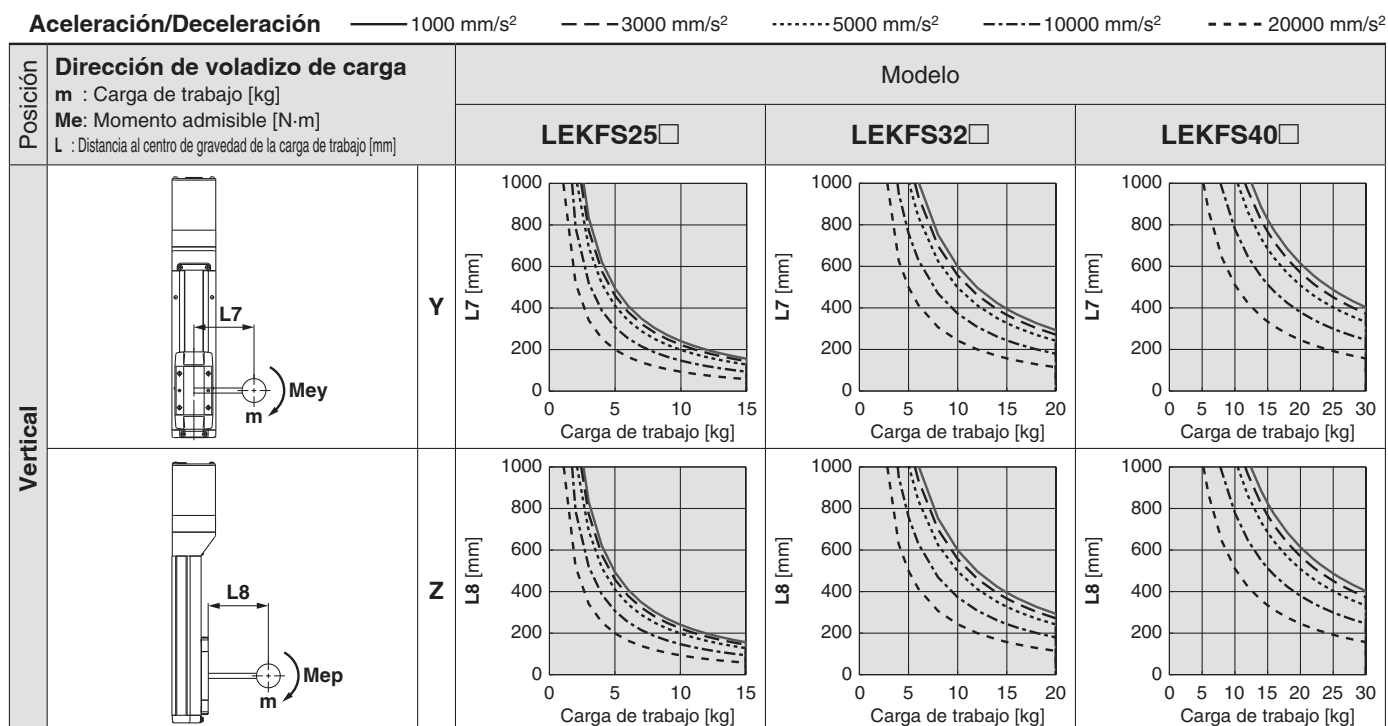 Aceleración/Deceleración 1000 mm/s² 3000 mm/s² 5000 mm/s² 10000 mm/s² 20000 mm/s²
Posición
Dirección de voladizo de carga
m : Carga de trabajo [kg]
Me: Momento admisible [N·m]
L : Distancia al centro de gravedad de la carga de trabajo [mm]
Modelo
LEKFS25□ LEKFS32□ LEKFS40□
Vertical
L7
Mey
m
Y
L7 [mm]
1000
800
600
400
200
0
0 5 10 15
Carga de trabajo [kg]
L7 [mm]
1000
800
600
400
200
0
0 5 10 15 20
Carga de trabajo [kg]
L7 [mm]
1000
800
600
400
200
0
0 5 10 15 20 25 30
Carga de trabajo [kg]
L8
Mep
m
Z
L8 [mm]
1000
800
600
400
200
0
0 5 10 15
Carga de trabajo [kg]
L8 [mm]
1000
800
600
400
200
0
0 5 10 15 20
Carga de trabajo [kg]
L8 [mm]
1000
800
600
400
200
0
0 5 10 15 20 25 30
Carga de trabajo [kg]